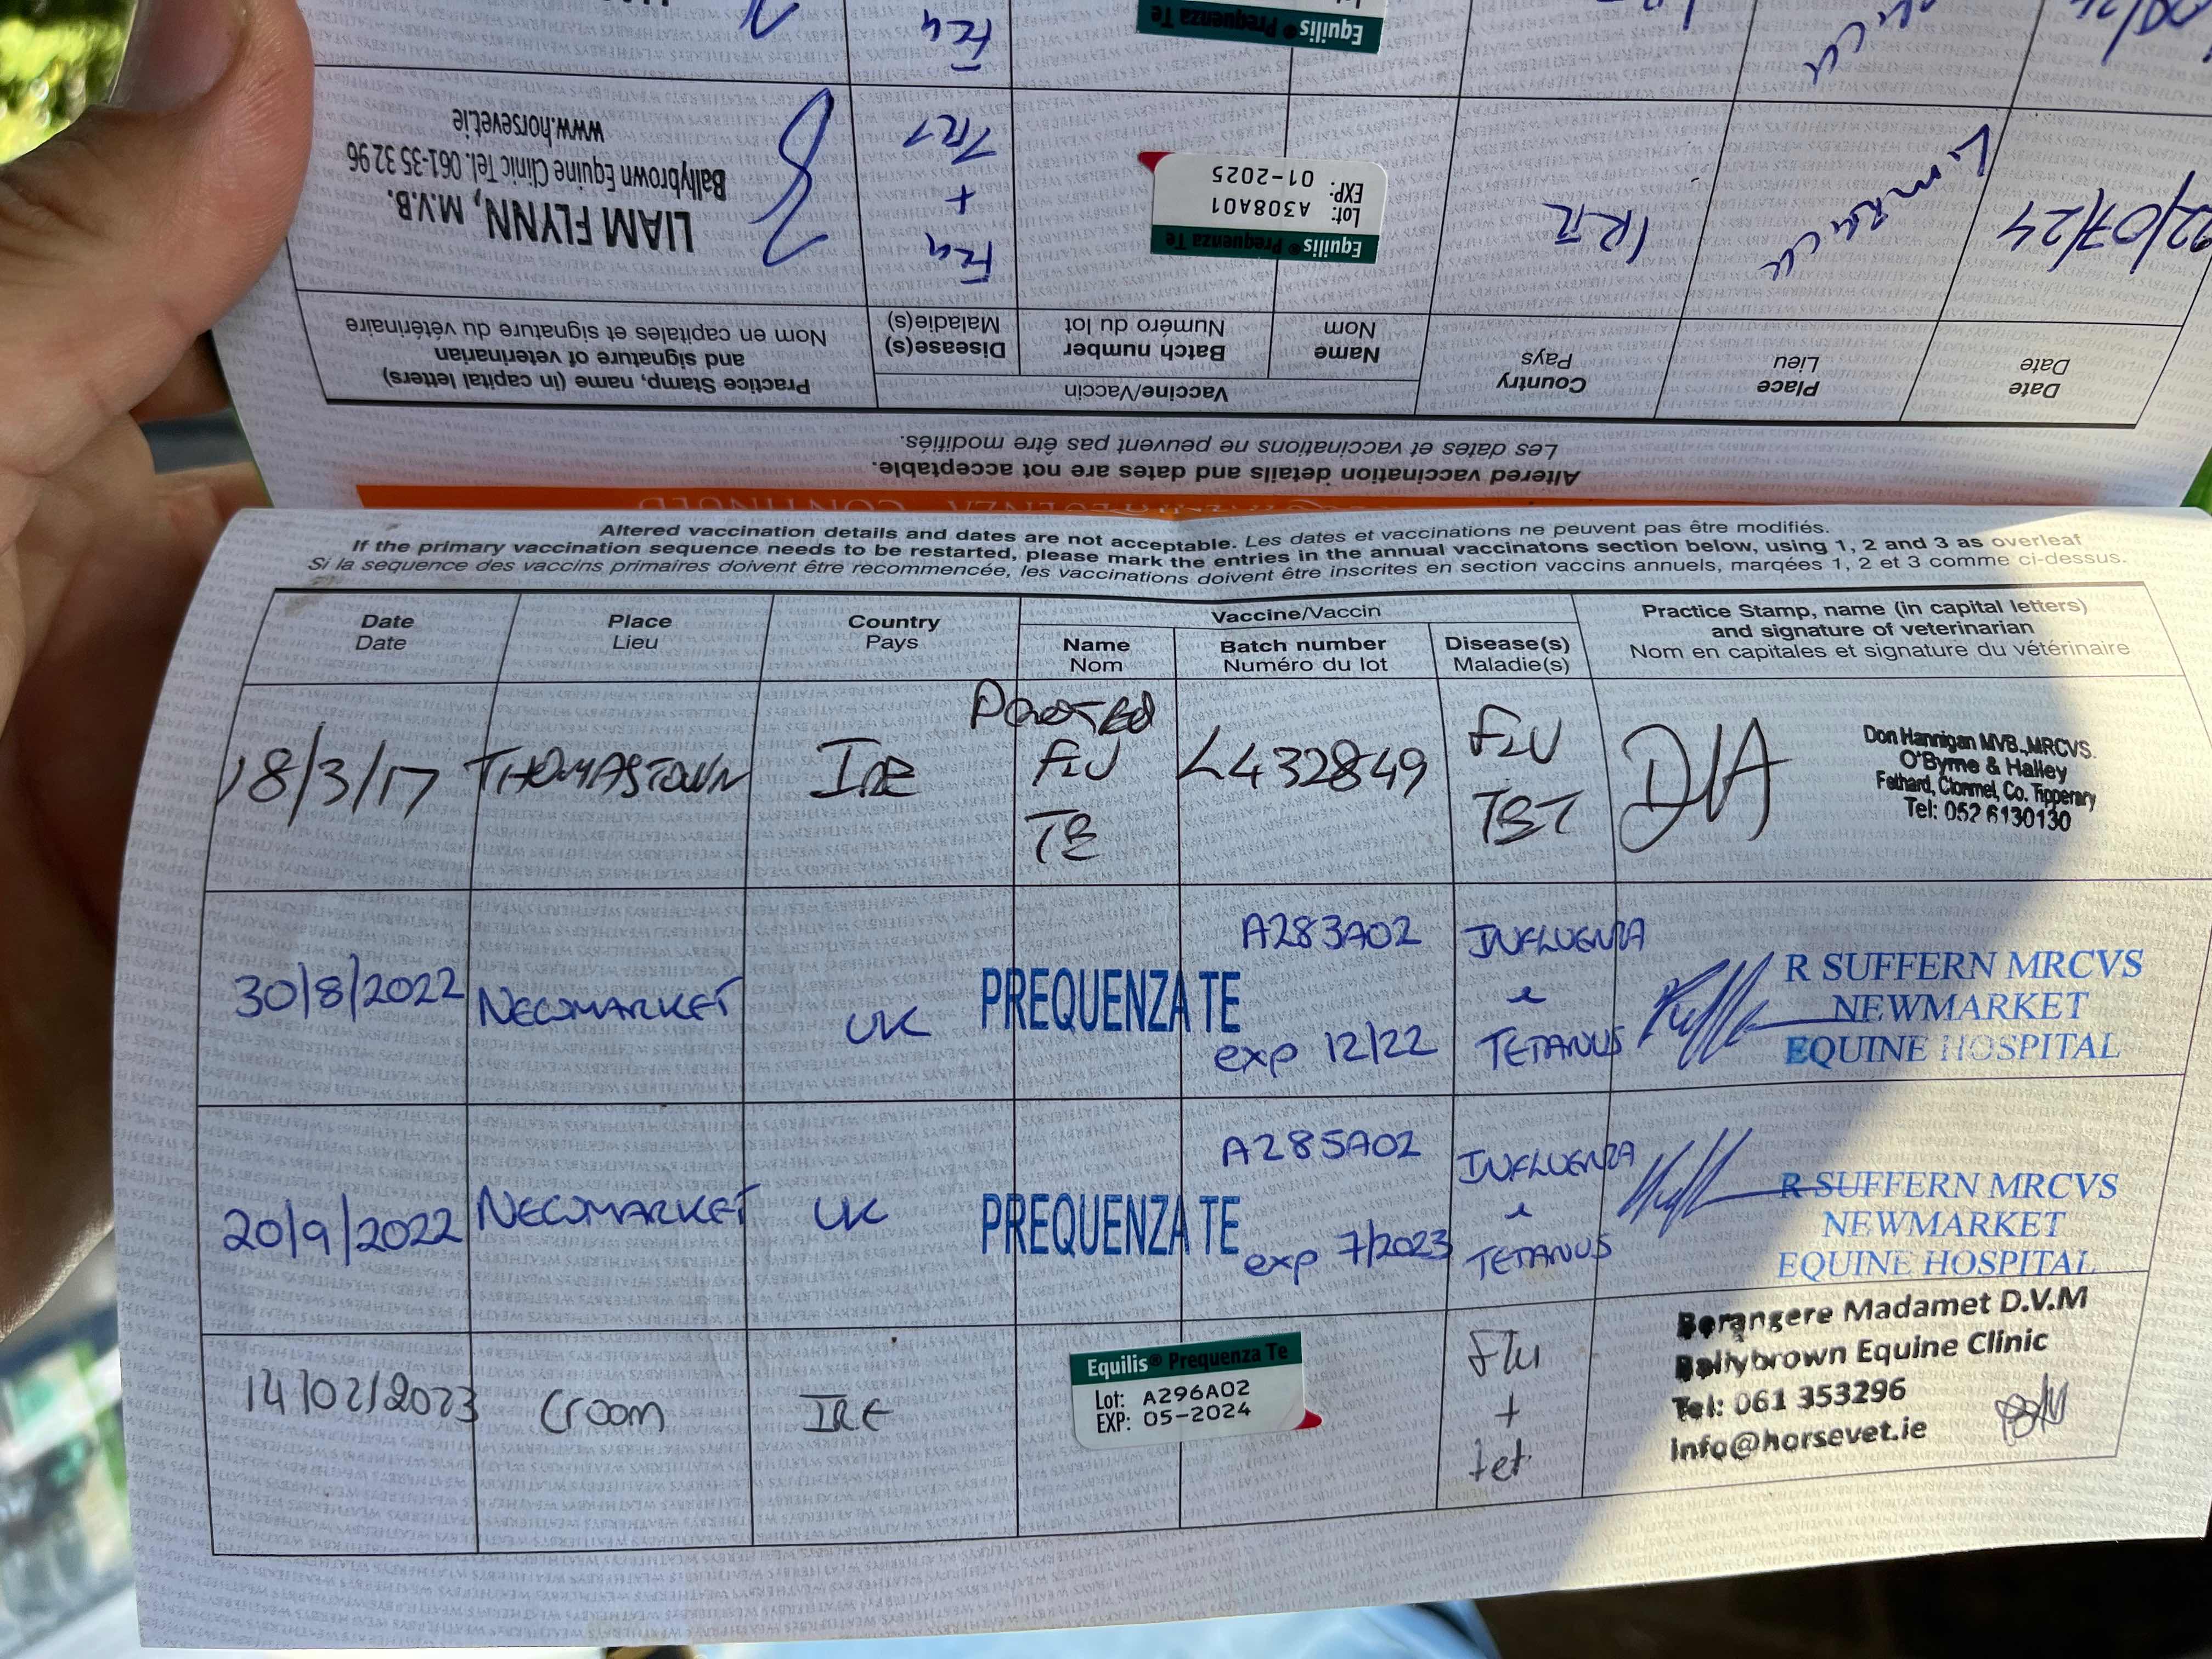 Altered vaccination details and dates are not acceptable. Les dates et vaccinations ne peuvent pas être modifiés.
If the primary vaccination sequence needs to be restarted, please mark the entries in the annual vaccinatons section below, using 1, 2 and 3 as overleaf
Si la sequence des vaccins primaires doivent être recommencée, les vaccinations doivent être inscrites en section vaccins annuels, marqées 1, 2 et 3 comme ci-dessus.
Date
Date
Place
Lieu
Country
Pays
Vaccine/Vaccin
Name
Nom
Batch number
Numéro du lot
Disease(s)
Maladie(s)
Practice Stamp, name (in capital letters)
and signature of veterinarian
Nom en capitales et signature du vétérinaire
18/3/17
THOMASTOWN
IRE
FLU
TE
L432849
FLU
TET
Don Hannigan MVB.,MRCVS.
O'Byrne & Halley
Fethard, Clonmel, Co. Tipperary
Tel: 052 6130130
30/8/2022
NEWMARKET
UK
PREQUENZA TE
A283A02
exp 12/22
INFLUENZA
&
TETANUS
R SUFFERN MRCVS
NEWMARKET
EQUINE HOSPITAL
20/9/2022
NEWMARKET
UK
PREQUENZA TE
A285A02
exp 7/2023
INFLUENZA
&
TETANUS
R SUFFERN MRCVS
NEWMARKET
EQUINE HOSPITAL
14/02/2023
Croom
IRE
Equilis® Prequenza Te
Lot: A296A02
EXP: 05-2024
Flu
+
tet
Berangere Madamet D.V.M
Ballybrown Equine Clinic
Tel: 061 353296
info@horsevet.ie
CONTINUED
Altered vaccination details and dates are not acceptable.
Les dates et vaccinations ne peuvent pas être modifiés.
Date
Date
Place
Lieu
Country
Pays
Vaccine/Vaccin
Name
Nom
Batch number
Numéro du lot
Disease(s)
Maladie(s)
Practice Stamp, name (in capital letters)
and signature of veterinarian
Nom en capitales et signature du vétérinaire
2/07/24
Limerick
IRE
Equilis® Prequenza Te
Lot: A308A01
EXP: 01-2025
+
LIAM FLYNN, M.V.B.
Ballybrown Equine Clinic Tel. 061-35 32 96
www.horsevet.ie
Equilis® Prequenza Te